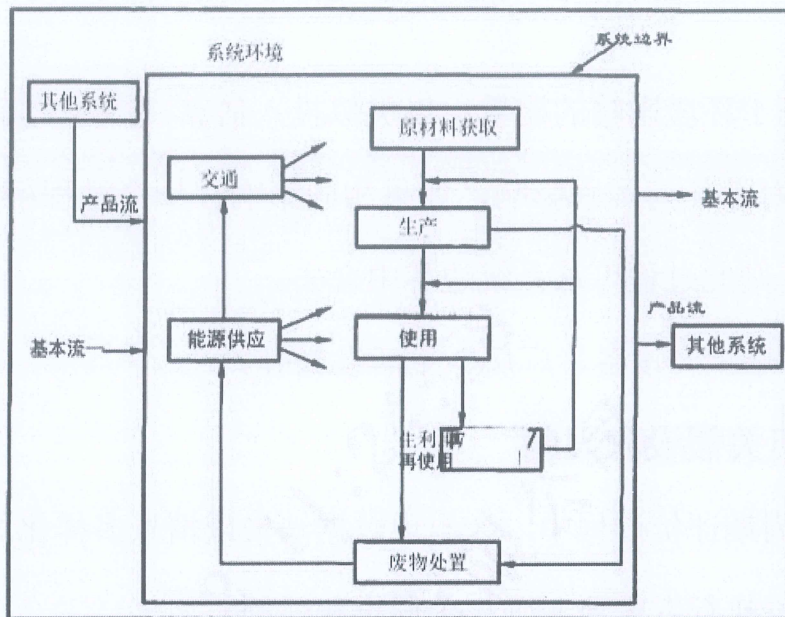 系统环境
系统边界
其他系统
原材料获取
交通
产品流
基本流
生产
产品流
能源供应
使用
基本流
其他系统
生利
再使用
废物处置